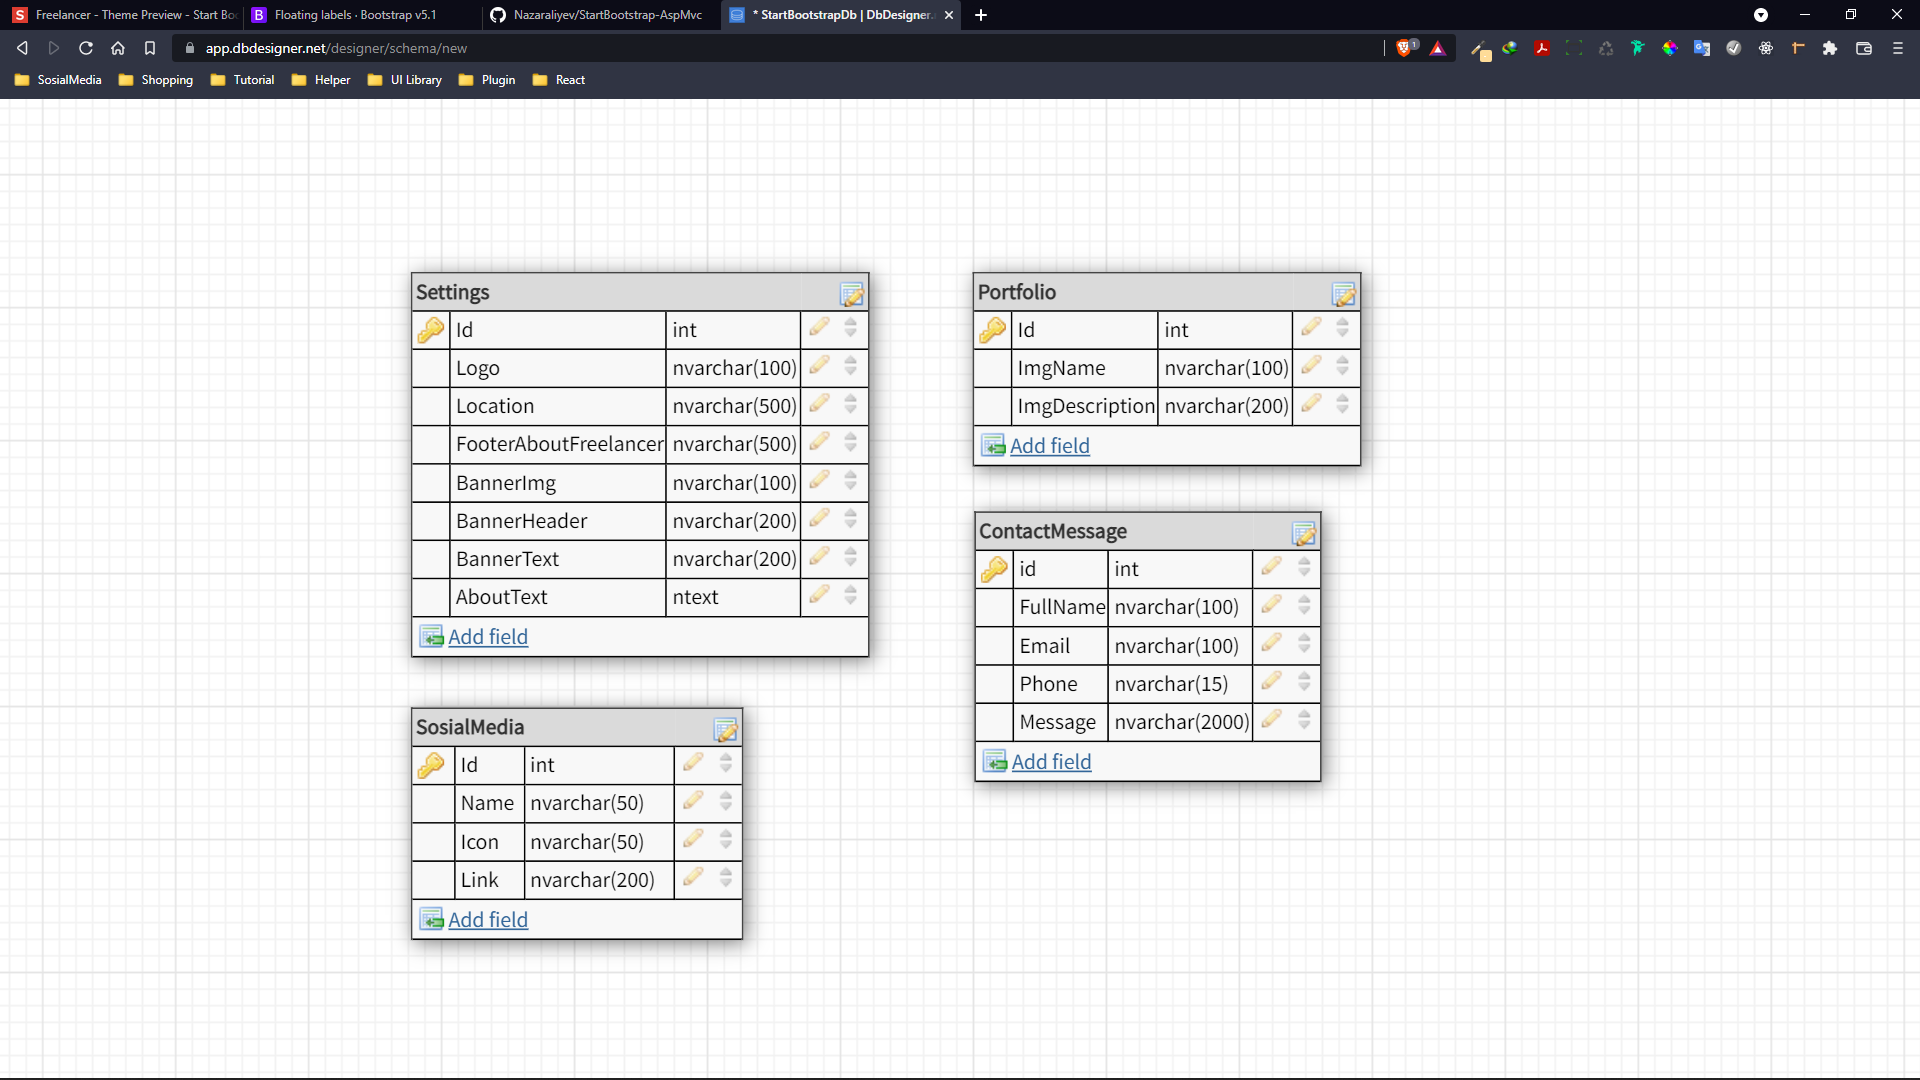 Freelancer - Theme Preview - Start Bo
Floating labels · Bootstrap v5.1
Nazaraliyev/StartBootstrap-AspMvc
* StartBootstrapDb | DbDesigner.
app.dbdesigner.net/designer/schema/new
1
SosialMedia
Shopping
Tutorial
Helper
UI Library
Plugin
React
Settings
Id int
Logo nvarchar(100)
Location nvarchar(500)
FooterAboutFreelancer nvarchar(500)
BannerImg nvarchar(100)
BannerHeader nvarchar(200)
BannerText nvarchar(200)
AboutText ntext
Add field
Portfolio
Id int
ImgName nvarchar(100)
ImgDescription nvarchar(200)
Add field
ContactMessage
id int
FullName nvarchar(100)
Email nvarchar(100)
Phone nvarchar(15)
Message nvarchar(2000)
Add field
SosialMedia
Id int
Name nvarchar(50)
Icon nvarchar(50)
Link nvarchar(200)
Add field